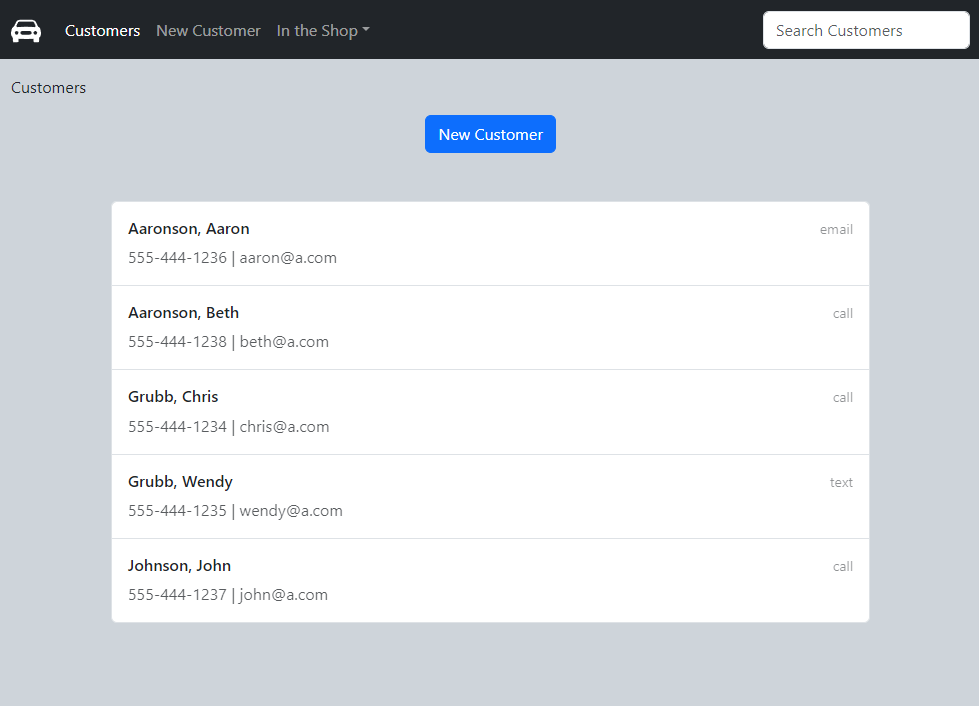 Customers New Customer In the Shop Search Customers
Customers
New Customer
Aaronson, Aaron email
555-444-1236 | aaron@a.com
Aaronson, Beth call
555-444-1238 | beth@a.com
Grubb, Chris call
555-444-1234 | chris@a.com
Grubb, Wendy text
555-444-1235 | wendy@a.com
Johnson, John call
555-444-1237 | john@a.com